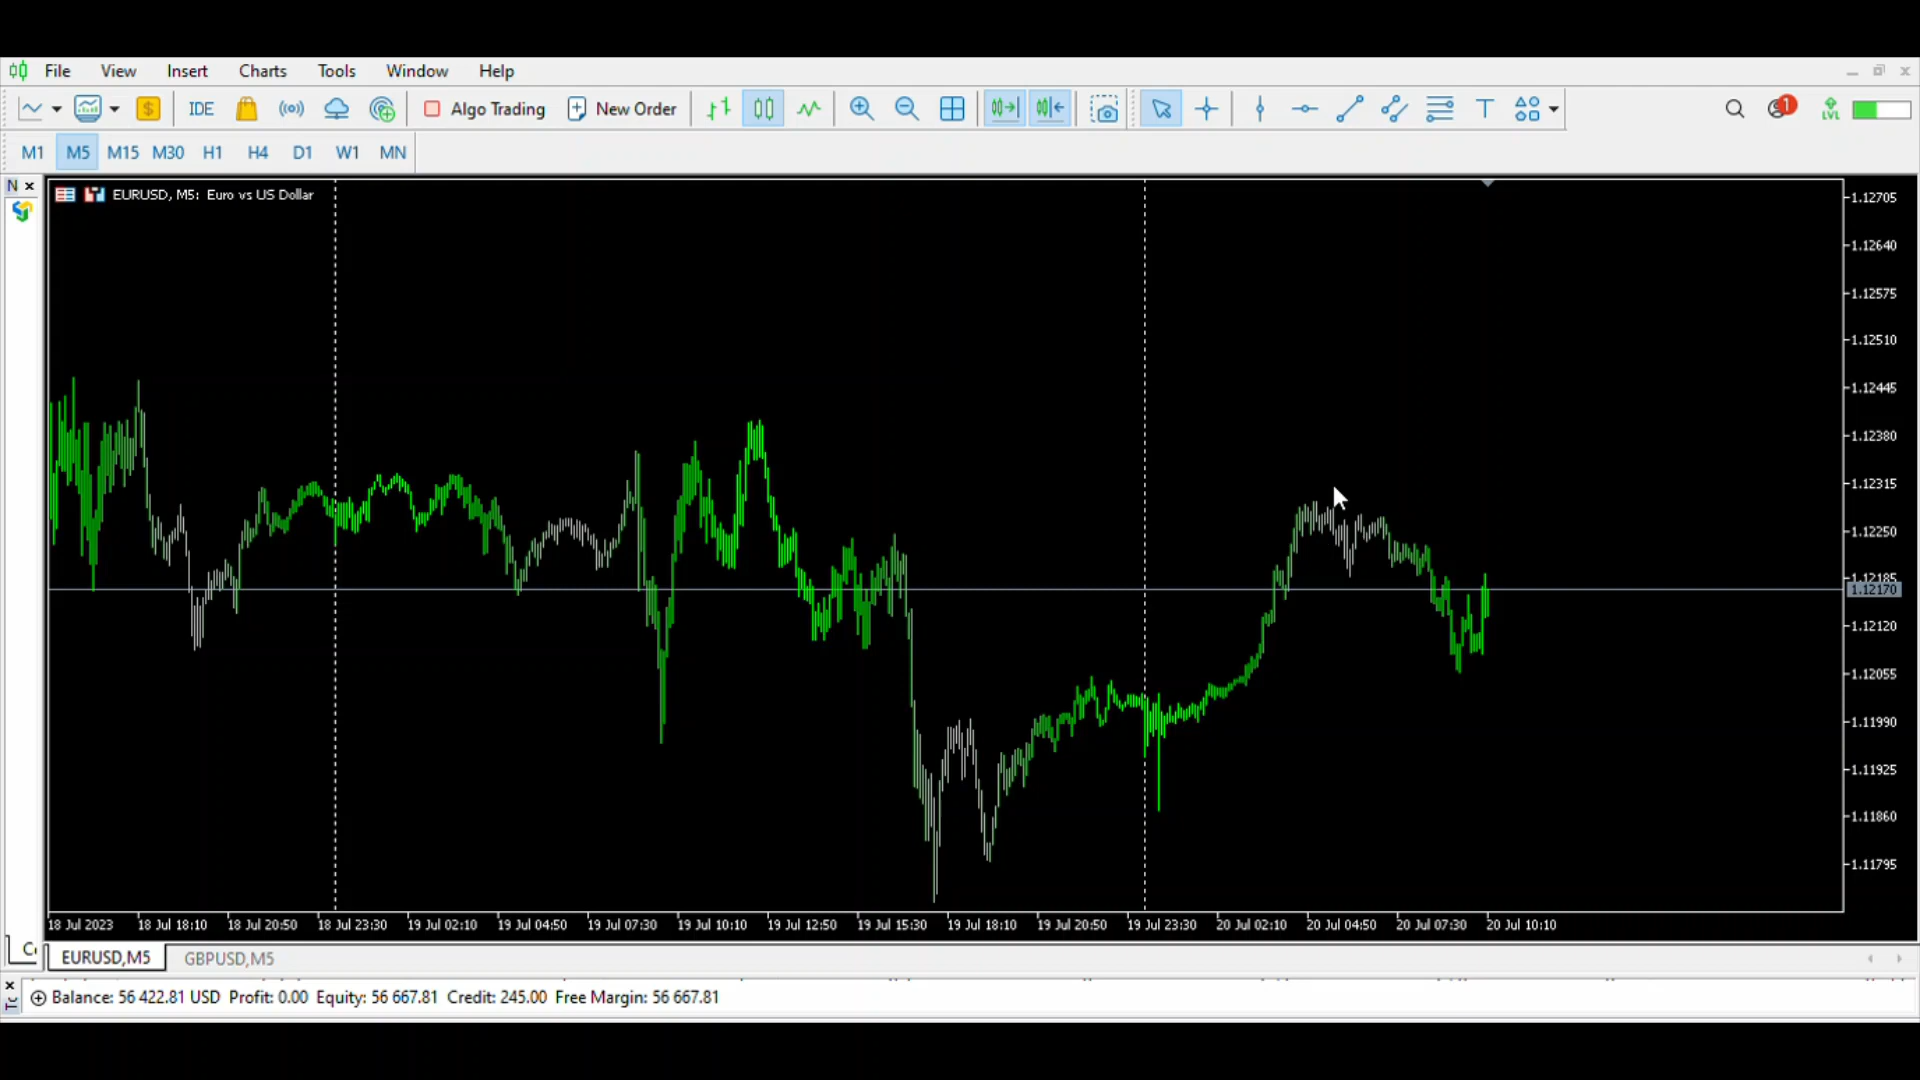 File View Insert Charts Tools Window Help
$ IDE Algo Trading New Order T 1 LVL
M1 M5 M15 M30 H1 H4 D1 W1 MN
N
EURUSD, M5: Euro vs US Dollar
1.12705
1.12640
1.12575
1.12510
1.12445
1.12380
1.12315
1.12250
1.12185
1.12170
1.12120
1.12055
1.11990
1.11925
1.11860
1.11795
18 Jul 2023 18 Jul 18:10 18 Jul 20:50 18 Jul 23:30 19 Jul 02:10 19 Jul 04:50 19 Jul 07:30 19 Jul 10:10 19 Jul 12:50 19 Jul 15:30 19 Jul 18:10 19 Jul 20:50 19 Jul 23:30 20 Jul 02:10 20 Jul 04:50 20 Jul 07:30 20 Jul 10:10
EURUSD,M5 GBPUSD,M5
Balance: 56 422.81 USD Profit: 0.00 Equity: 56 667.81 Credit: 245.00 Free Margin: 56 667.81